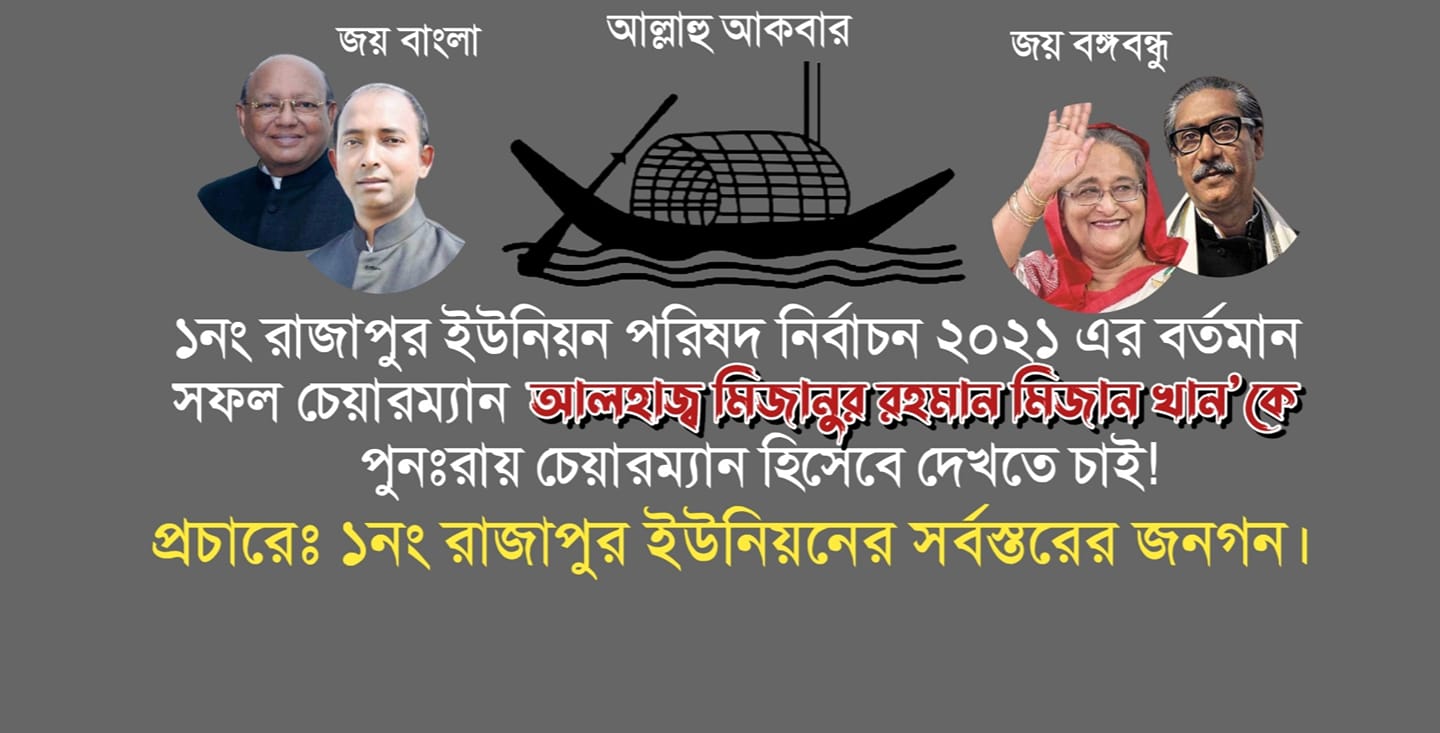 জয় বাংলা
আল্লাহু আকবার
জয় বঙ্গবন্ধু
১নং রাজাপুর ইউনিয়ন পরিষদ নির্বাচন ২০২১ এর বর্তমান
সফল চেয়ারম্যান আলহাজ্ব মিজানুর রহমান মিজান খান’কে
পুনঃরায় চেয়ারম্যান হিসেবে দেখতে চাই!
প্রচারেঃ ১নং রাজাপুর ইউনিয়নের সর্বস্তরের জনগন।